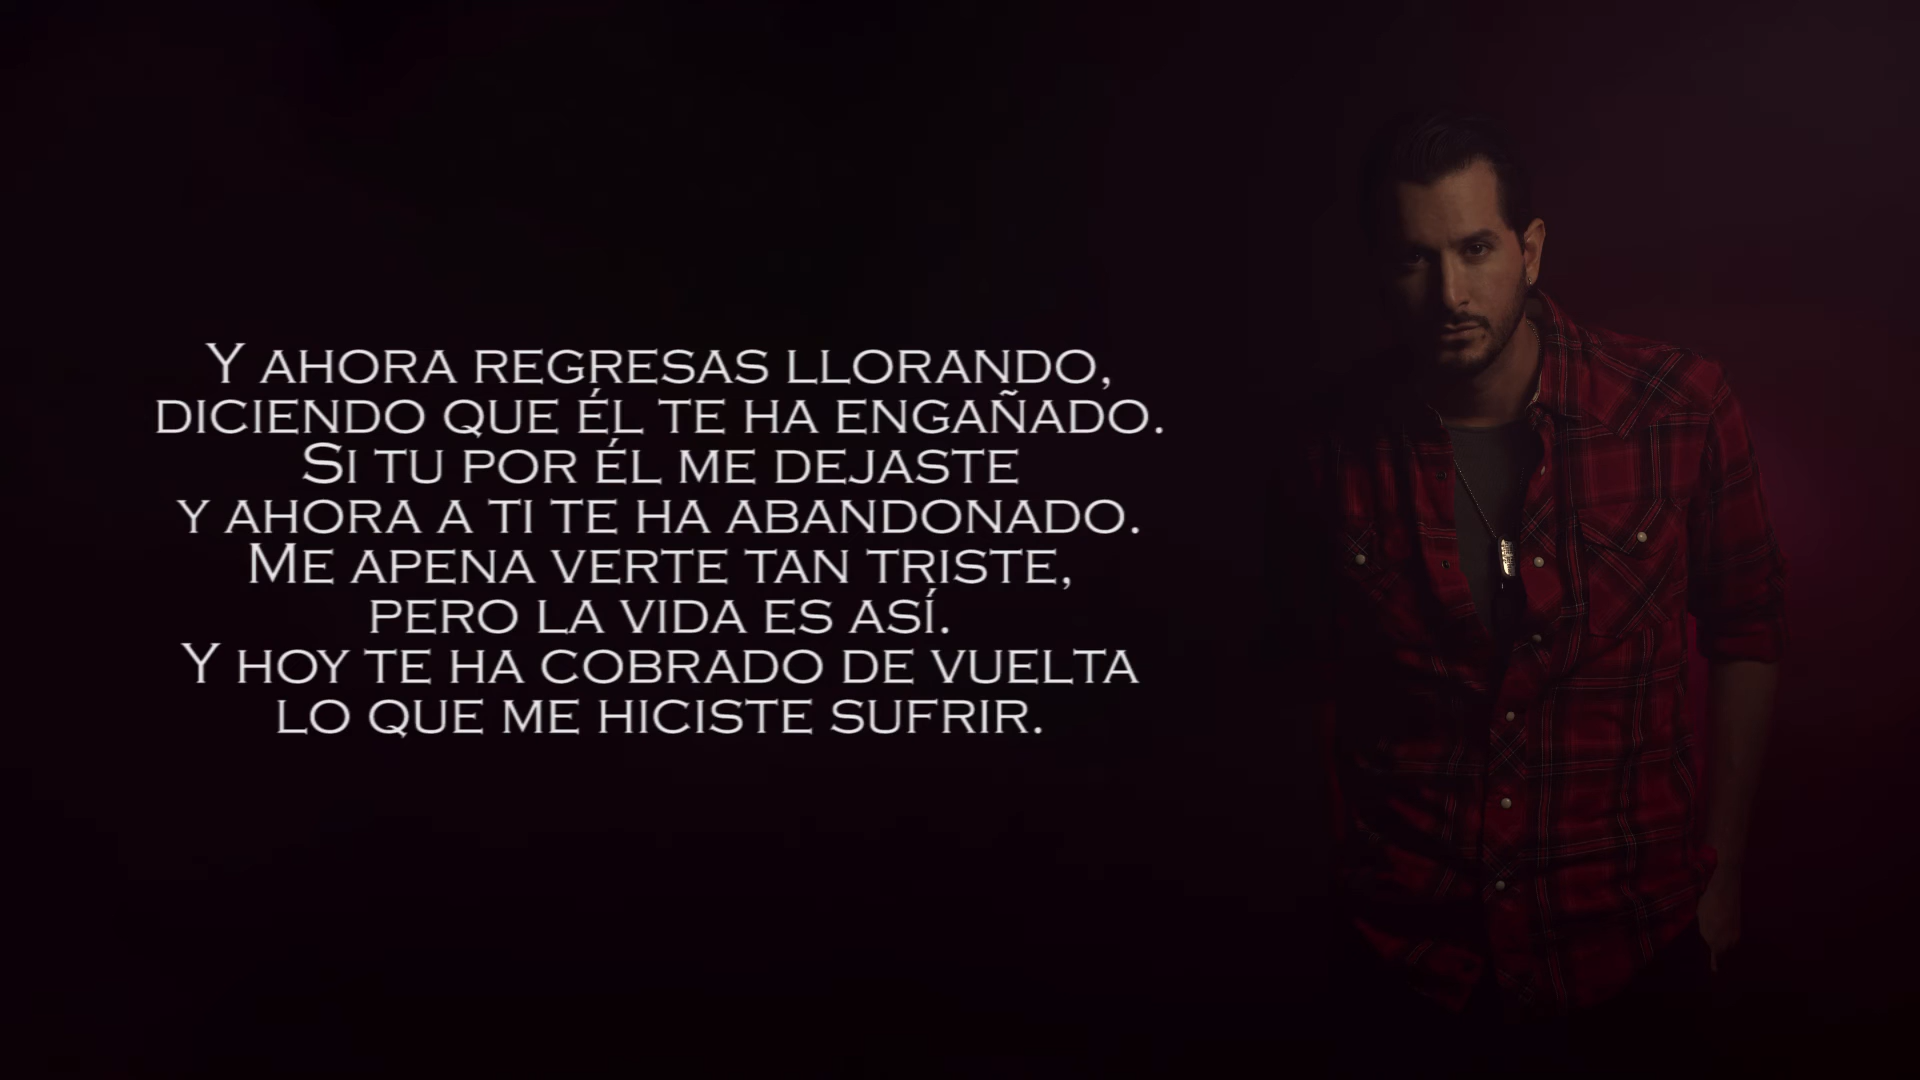 Y AHORA REGRESAS LLORANDO,
DICIENDO QUE ÉL TE HA ENGAÑADO.
SI TU POR ÉL ME DEJASTE
Y AHORA A TI TE HA ABANDONADO.
ME APENA VERTE TAN TRISTE,
PERO LA VIDA ES ASÍ.
Y HOY TE HA COBRADO DE VUELTA
LO QUE ME HICISTE SUFRIR.